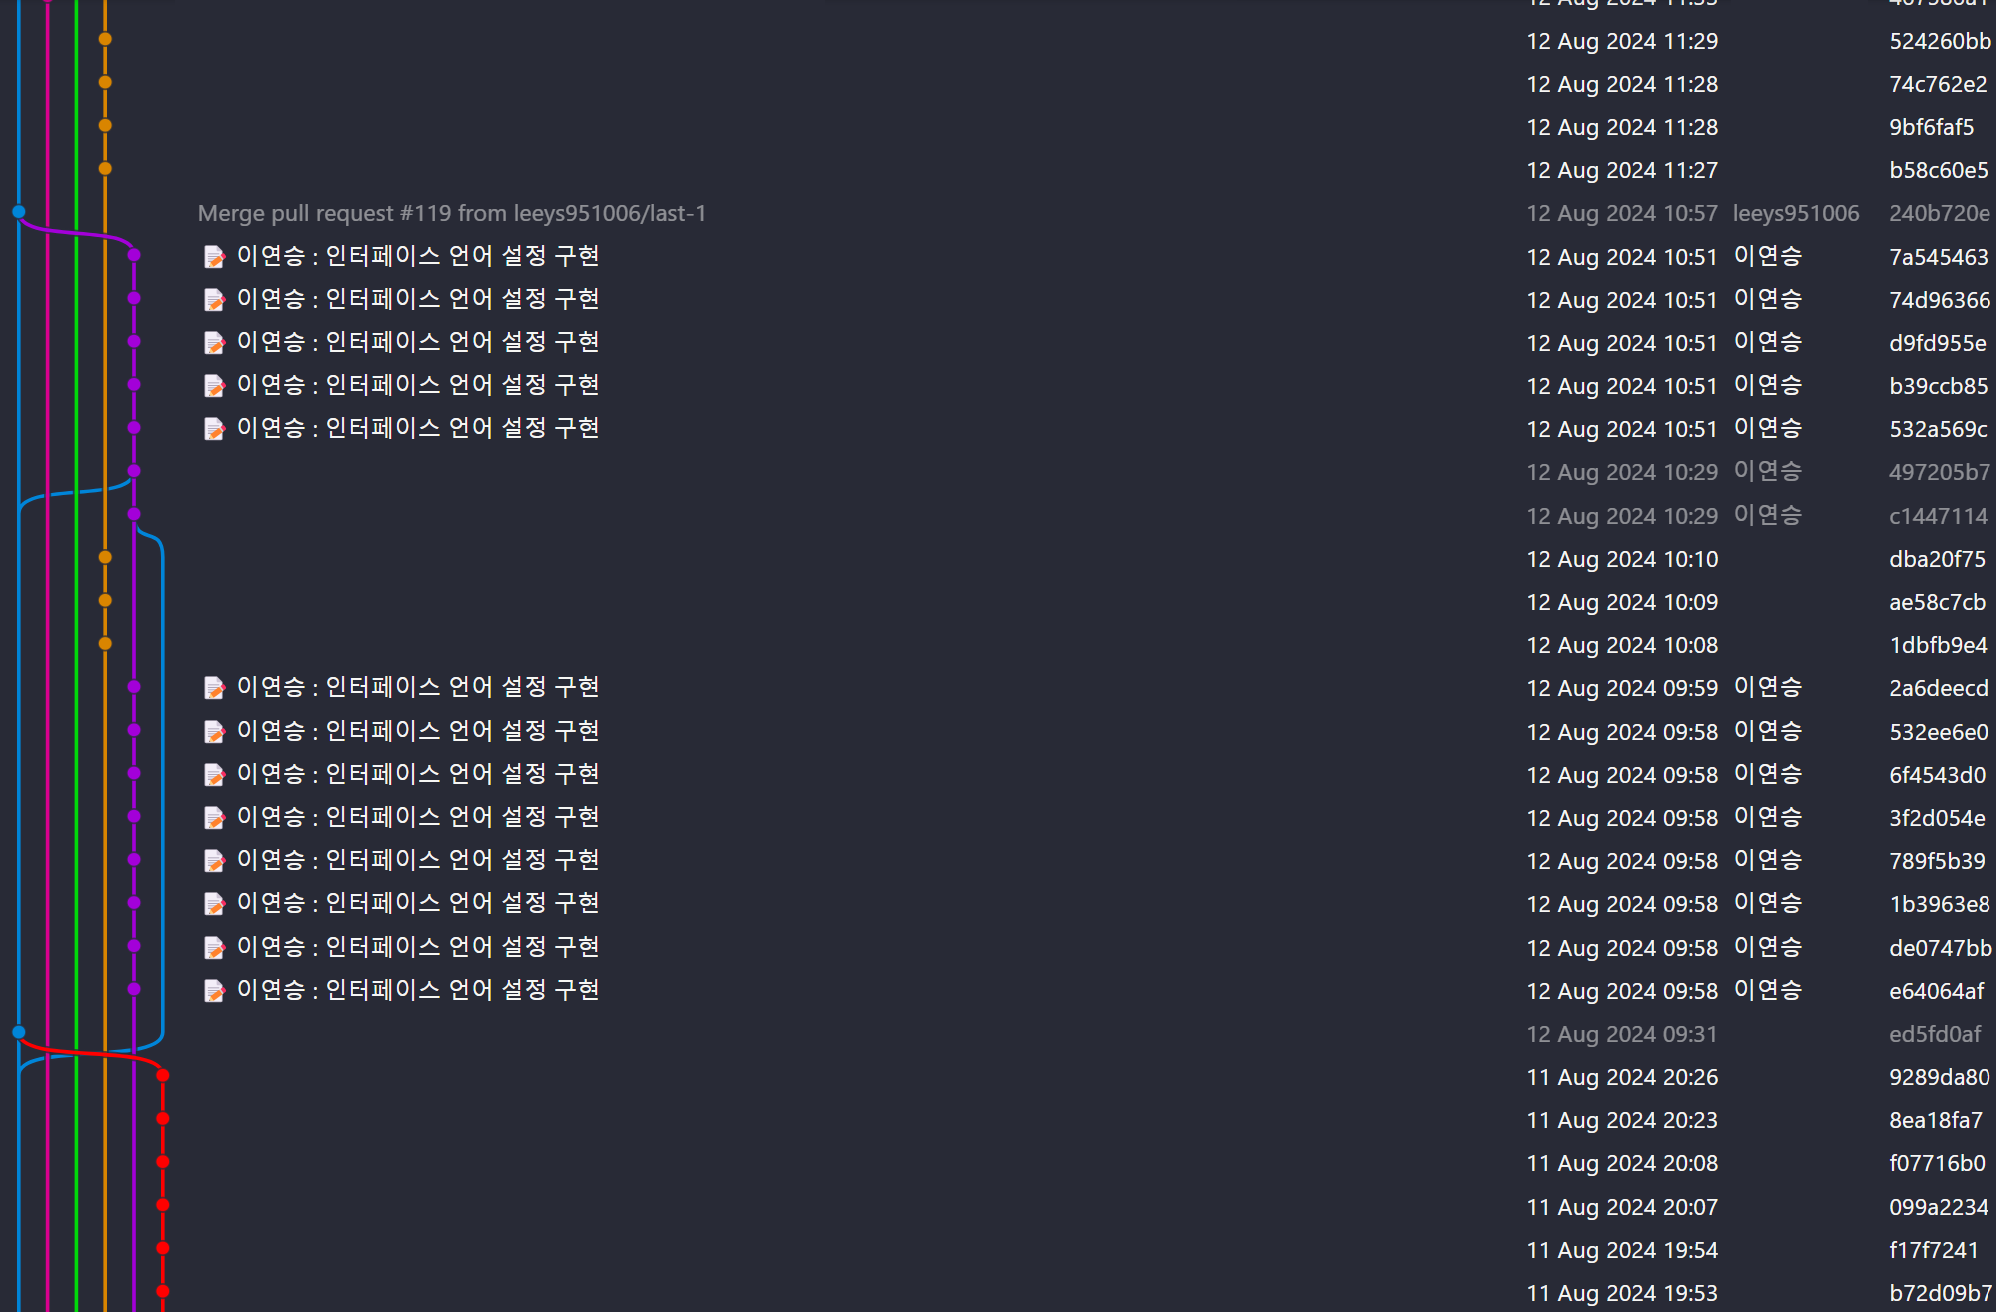 12 Aug 2024 11:29 524260bb
12 Aug 2024 11:28 74c762e2
12 Aug 2024 11:28 9bf6faf5
12 Aug 2024 11:27 b58c60e5
Merge pull request #119 from leeys951006/last-1 12 Aug 2024 10:57 leeys951006 240b720e
📝 이연승 : 인터페이스 언어 설정 구현 12 Aug 2024 10:51 이연승 7a545463
📝 이연승 : 인터페이스 언어 설정 구현 12 Aug 2024 10:51 이연승 74d96366
📝 이연승 : 인터페이스 언어 설정 구현 12 Aug 2024 10:51 이연승 d9fd955e
📝 이연승 : 인터페이스 언어 설정 구현 12 Aug 2024 10:51 이연승 b39ccb85
📝 이연승 : 인터페이스 언어 설정 구현 12 Aug 2024 10:51 이연승 532a569c
12 Aug 2024 10:29 이연승 497205b7
12 Aug 2024 10:29 이연승 c1447114
12 Aug 2024 10:10 dba20f75
12 Aug 2024 10:09 ae58c7cb
12 Aug 2024 10:08 1dbfb9e4
📝 이연승 : 인터페이스 언어 설정 구현 12 Aug 2024 09:59 이연승 2a6deecd
📝 이연승 : 인터페이스 언어 설정 구현 12 Aug 2024 09:58 이연승 532ee6e0
📝 이연승 : 인터페이스 언어 설정 구현 12 Aug 2024 09:58 이연승 6f4543d0
📝 이연승 : 인터페이스 언어 설정 구현 12 Aug 2024 09:58 이연승 3f2d054e
📝 이연승 : 인터페이스 언어 설정 구현 12 Aug 2024 09:58 이연승 789f5b39
📝 이연승 : 인터페이스 언어 설정 구현 12 Aug 2024 09:58 이연승 1b3963e8
📝 이연승 : 인터페이스 언어 설정 구현 12 Aug 2024 09:58 이연승 de0747bb
📝 이연승 : 인터페이스 언어 설정 구현 12 Aug 2024 09:58 이연승 e64064af
12 Aug 2024 09:31 ed5fd0af
11 Aug 2024 20:26 9289da80
11 Aug 2024 20:23 8ea18fa7
11 Aug 2024 20:08 f07716b0
11 Aug 2024 20:07 099a2234
11 Aug 2024 19:54 f17f7241
11 Aug 2024 19:53 b72d09b7